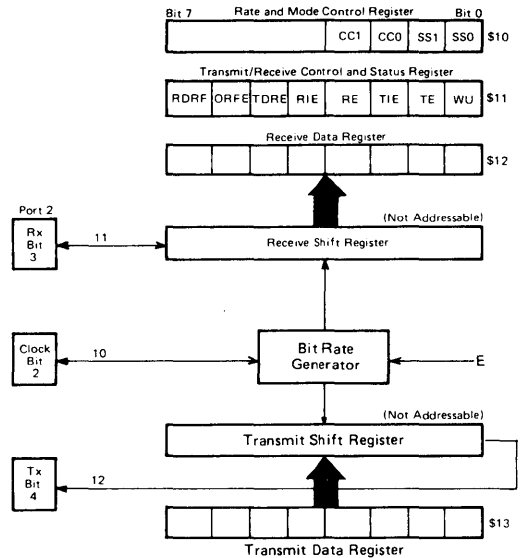 Bit 7 Rate and Mode Control Register Bit 0
CC1 CC0 SS1 SS0 $10
Transmit/Receive Control and Status Register
RDRF ORFE TDRE RIE RE TIE TE WU $11
Receive Data Register
$12
Port 2
(Not Addressable)
Rx
Bit
3
11
Receive Shift Register
Clock
Bit
2
10
Bit Rate
Generator
E
(Not Addressable)
Transmit Shift Register
Tx
Bit
4
12
$13
Transmit Data Register